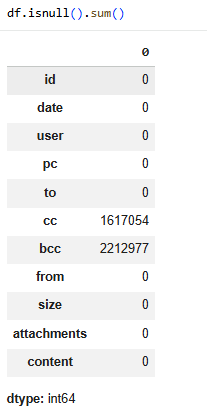 df.isnull().sum()
0
id 0
date 0
user 0
pc 0
to 0
cc 1617054
bcc 2212977
from 0
size 0
attachments 0
content 0
dtype: int64